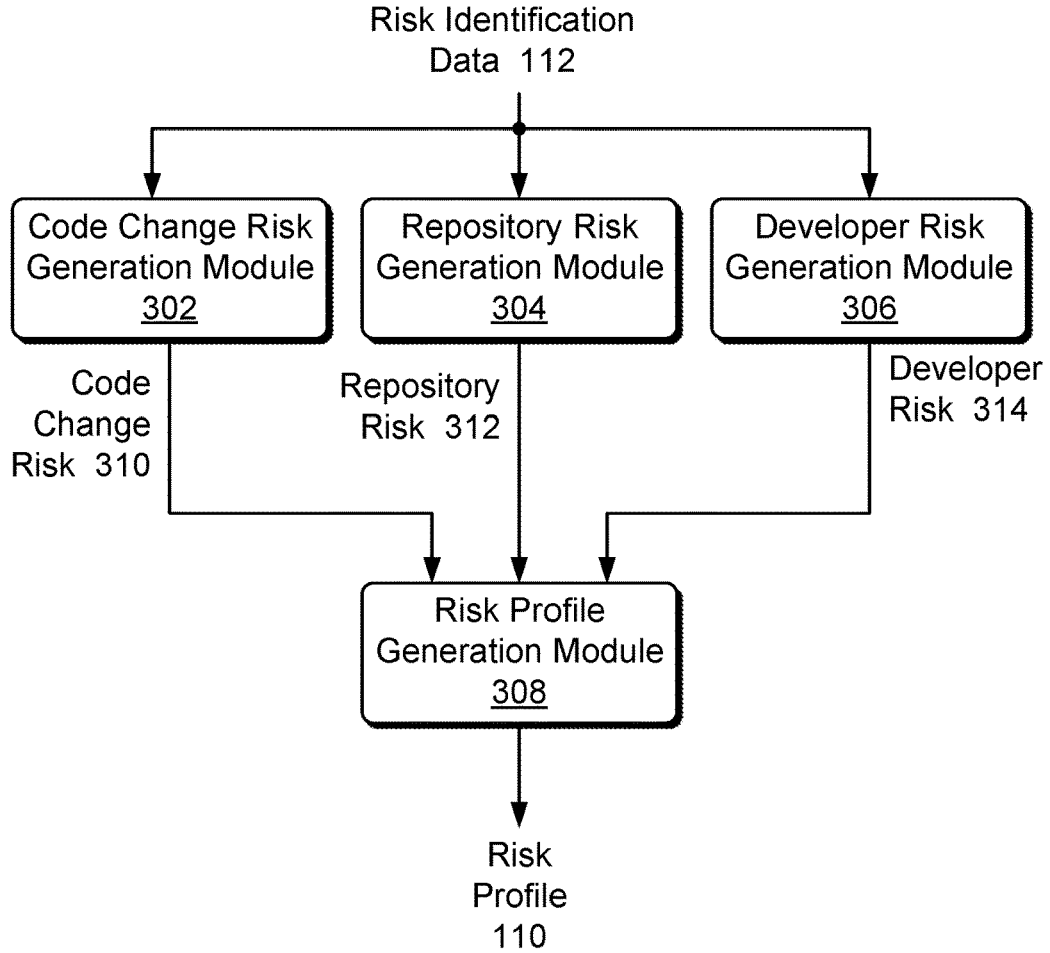 Risk Identification
Data 112
Code Change Risk
Generation Module
302
Repository Risk
Generation Module
304
Developer Risk
Generation Module
306
Code
Change
Risk 310
Repository
Risk 312
Developer
Risk 314
Risk Profile
Generation Module
308
Risk
Profile
110